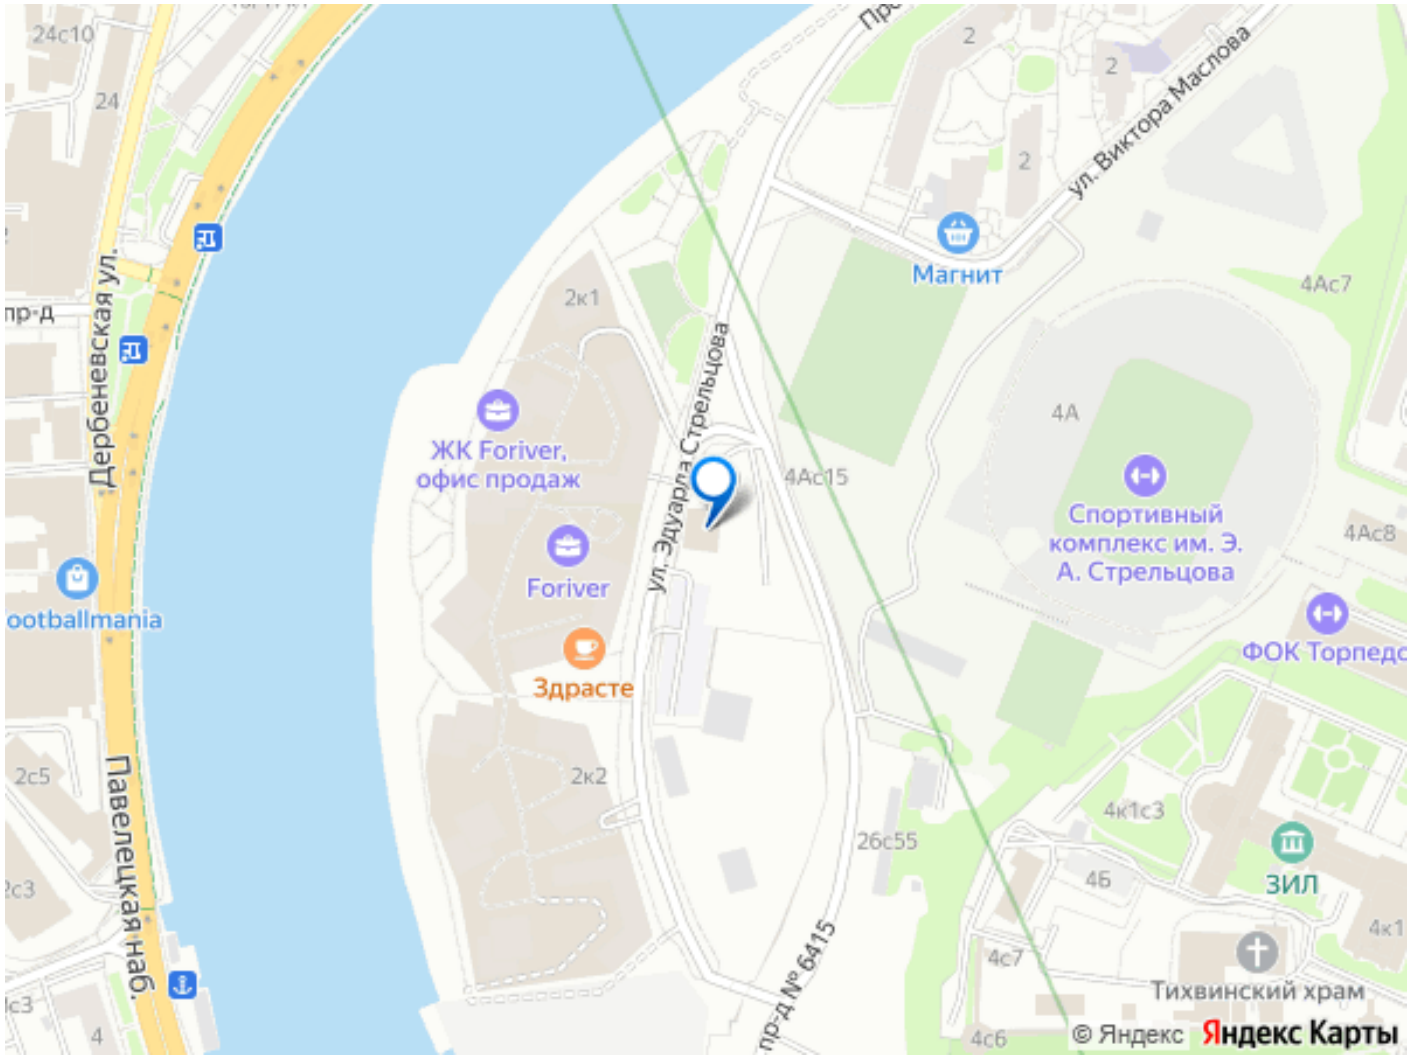 24с10
24
2
2
2
ул. Виктора Маслова
Магнит
4Ас7
2к1
пр-д
Дербеневская ул.
ул. Эдуарда Стрельцова
ЖК Foriver,
офис продаж
4А
4Ас15
Спортивный
комплекс им. Э.
А. Стрельцова
4Ас8
Foriver
ootballmania
Здрасте
ФОК Торпедо
Павелецкая наб.
2с5
2к2
4к1с3
26с55
ЗИЛ
4Б
2с3
4к1
пр-д № 6415
4с7
Тихвинский храм
4
4с6
© Яндекс Яндекс Карты